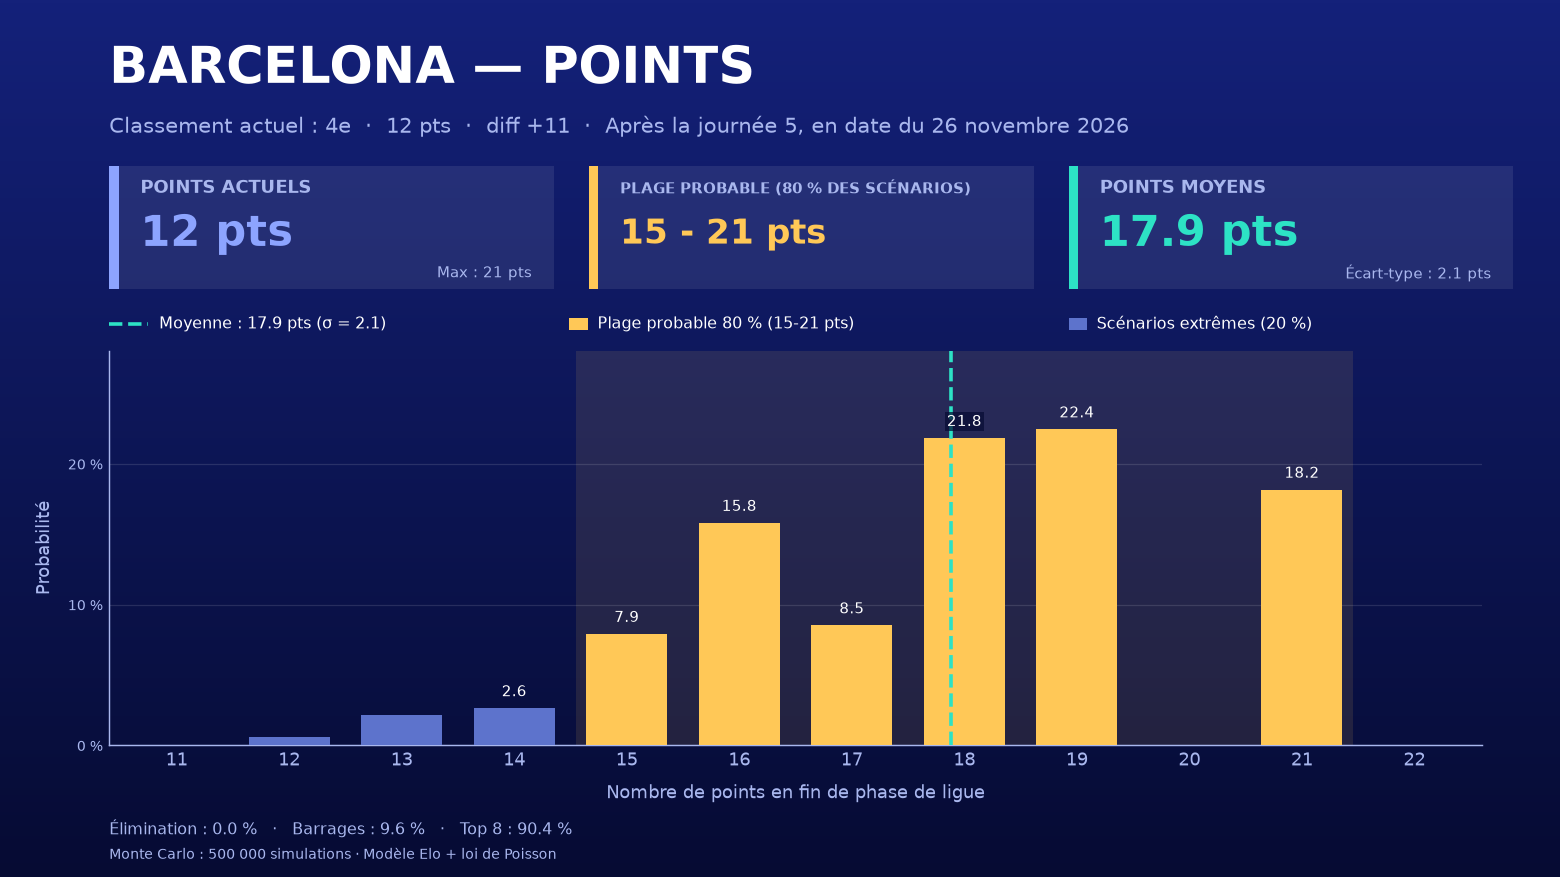 BARCELONA — POINTS
Classement actuel : 4e · 12 pts · diff +11 · Après la journée 5, en date du 26 novembre 2026
POINTS ACTUELS
12 pts
Max : 21 pts
PLAGE PROBABLE (80 % DES SCÉNARIOS)
15 - 21 pts
POINTS MOYENS
17.9 pts
Écart-type : 2.1 pts
Moyenne : 17.9 pts (σ = 2.1)
Plage probable 80 % (15-21 pts)
Scénarios extrêmes (20 %)
Probabilité
20 %
10 %
0 %
2.6
7.9
15.8
8.5
21.8
22.4
18.2
11 12 13 14 15 16 17 18 19 20 21 22
Nombre de points en fin de phase de ligue
Élimination : 0.0 % · Barrages : 9.6 % · Top 8 : 90.4 %
Monte Carlo : 500 000 simulations · Modèle Elo + loi de Poisson